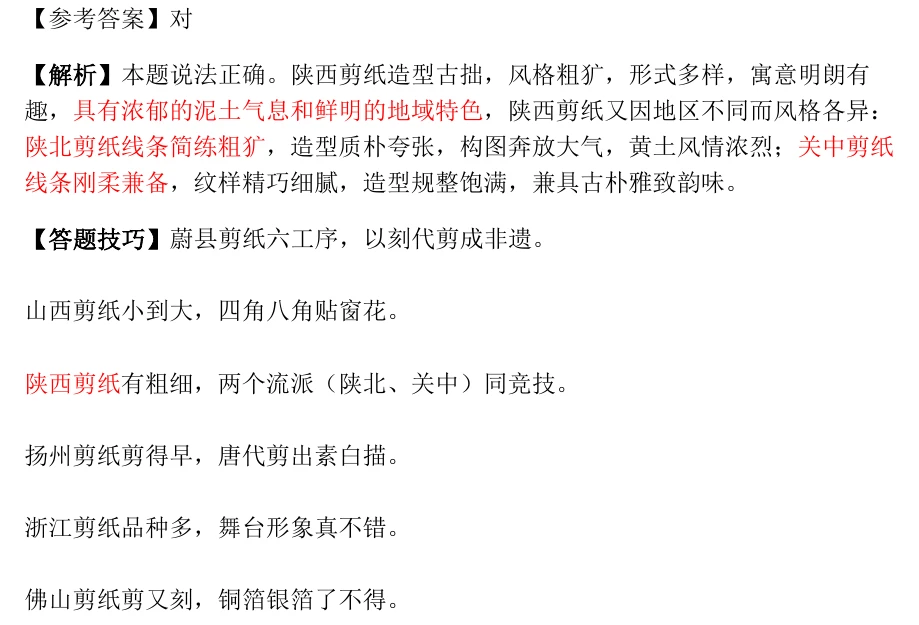 【参考答案】对
【解析】本题说法正确。陕西剪纸造型古拙，风格粗犷，形式多样，寓意明朗有
趣，具有浓郁的泥土气息和鲜明的地域特色，陕西剪纸又因地区不同而风格各异：
陕北剪纸线条简练粗犷，造型质朴夸张，构图奔放大气，黄土风情浓烈；关中剪纸
线条刚柔兼备，纹样精巧细腻，造型规整饱满，兼具古朴雅致韵味。
【答题技巧】蔚县剪纸六工序，以刻代剪成非遗。
山西剪纸小到大，四角八角贴窗花。
陕西剪纸有粗细，两个流派（陕北、关中）同竞技。
扬州剪纸剪得早，唐代剪出素白描。
浙江剪纸品种多，舞台形象真不错。
佛山剪纸剪又刻，铜箔银箔了不得。